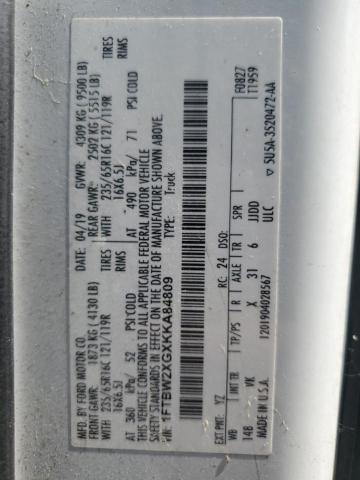 MFD. BY FORD MOTOR CO.
DATE: 04/19 GVWR: 4309 KG (9500 LB)
FRONT GAWR: 1873 KG (4130 LB) REAR GAWR: 2502 KG (5515 LB)
WITH 235/65R16C 121/119R TIRES WITH 235/65R16C 121/119R TIRES
16X6.5J RIMS 16X6.5J RIMS
AT 360 kPa/ 52 PSI COLD AT 490 kPa/ 71 PSI COLD
THIS VEHICLE CONFORMS TO ALL APPLICABLE FEDERAL MOTOR VEHICLE
SAFETY STANDARDS IN EFFECT ON THE DATE OF MANUFACTURE SHOWN ABOVE.
VIN: 1FTBW2XGXKKA84809
TYPE: Truck
F0827
T1959
EXT PNT: YZ RC: 24 DSO:
WB INT TR TP/PS R AXLE TR SPR
148 VK X 31 6 JJDD
MADE IN U.S.A. ULC
1201904028567 5U5A-3520472-AA